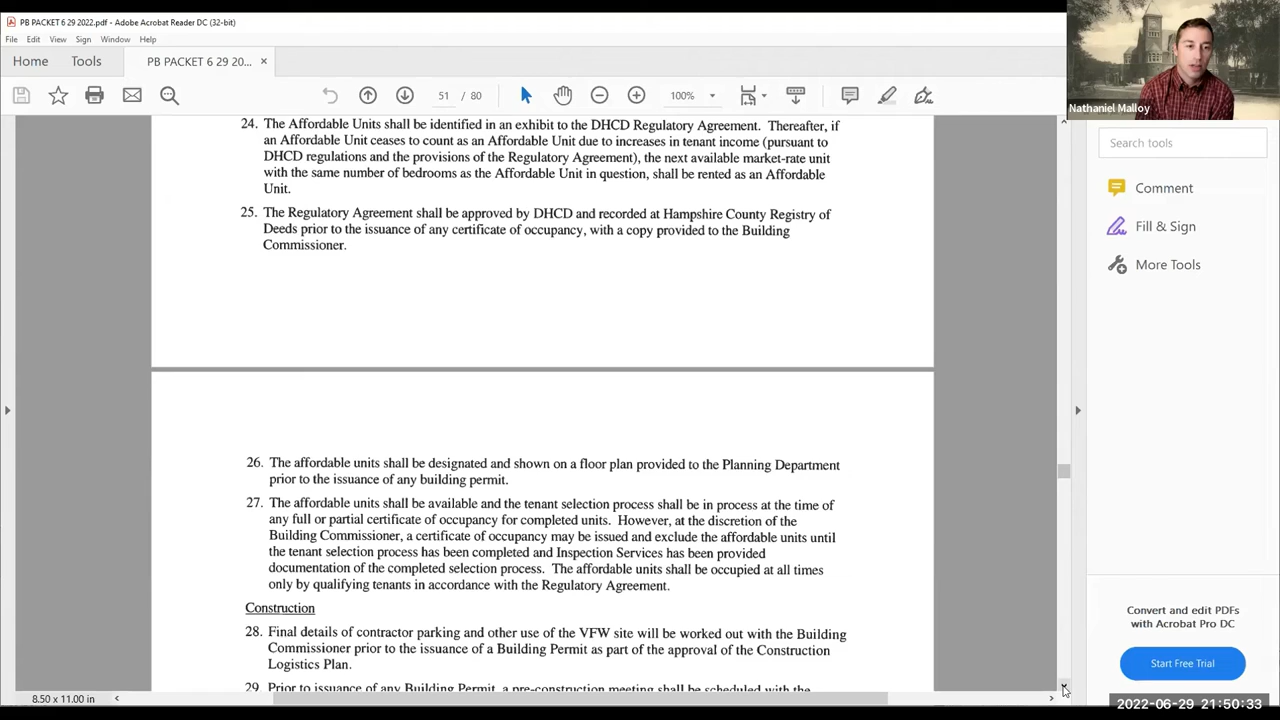 PB PACKET 6 29 2022.pdf - Adobe Acrobat Reader DC (32-bit)
File Edit View Sign Window Help
Home Tools PB PACKET 6 29 20... ×
51 / 80 100%
Nathaniel Malloy
24. The Affordable Units shall be identified in an exhibit to the DHCD Regulatory Agreement. Thereafter, if
an Affordable Unit ceases to count as an Affordable Unit due to increases in tenant income (pursuant to
DHCD regulations and the provisions of the Regulatory Agreement), the next available market-rate unit
with the same number of bedrooms as the Affordable Unit in question, shall be rented as an Affordable
Unit.
25. The Regulatory Agreement shall be approved by DHCD and recorded at Hampshire County Registry of
Deeds prior to the issuance of any certificate of occupancy, with a copy provided to the Building
Commissioner.
26. The affordable units shall be designated and shown on a floor plan provided to the Planning Department
prior to the issuance of any building permit.
27. The affordable units shall be available and the tenant selection process shall be in process at the time of
any full or partial certificate of occupancy for completed units. However, at the discretion of the
Building Commissioner, a certificate of occupancy may be issued and exclude the affordable units until
the tenant selection process has been completed and Inspection Services has been provided
documentation of the completed selection process. The affordable units shall be occupied at all times
only by qualifying tenants in accordance with the Regulatory Agreement.
Construction
28. Final details of contractor parking and other use of the VFW site will be worked out with the Building
Commissioner prior to the issuance of a Building Permit as part of the approval of the Construction
Logistics Plan.
29. Prior to issuance of any Building Permit, a pre-construction meeting shall be scheduled with the
8.50 x 11.00 in
Search tools
Comment
Fill & Sign
More Tools
Convert and edit PDFs
with Acrobat Pro DC
Start Free Trial
2022-06-29 21:50:33